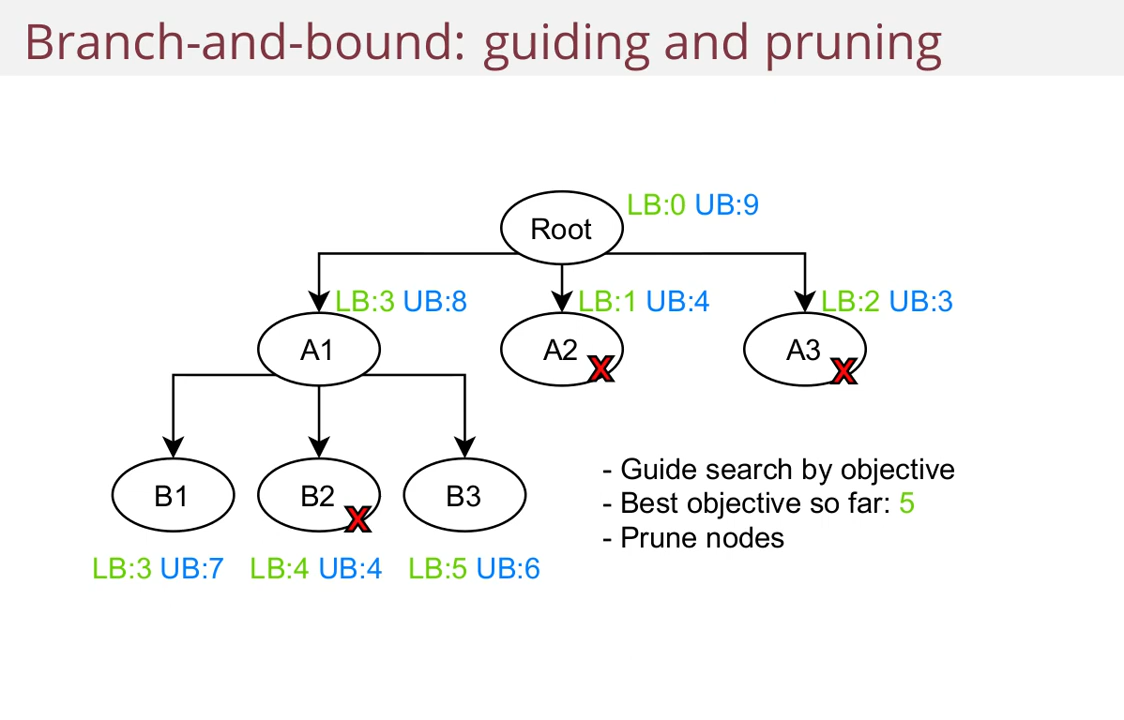 Branch-and-bound: guiding and pruning
Root
LB:0 UB:9
LB:3 UB:8
LB:1 UB:4
LB:2 UB:3
A1
A2
X
A3
X
B1
B2
X
B3
LB:3 UB:7
LB:4 UB:4
LB:5 UB:6
- Guide search by objective
- Best objective so far: 5
- Prune nodes